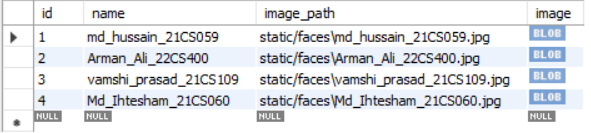 id name image_path image
1 md_hussain_21CS059 static/faces\md_hussain_21CS059.jpg BLOB
2 Arman_Ali_22CS400 static/faces\Arman_Ali_22CS400.jpg BLOB
3 vamshi_prasad_21CS109 static/faces\vamshi_prasad_21CS109.jpg BLOB
4 Md_Ihtesham_21CS060 static/faces\Md_Ihtesham_21CS060.jpg BLOB
NULL NULL NULL NULL